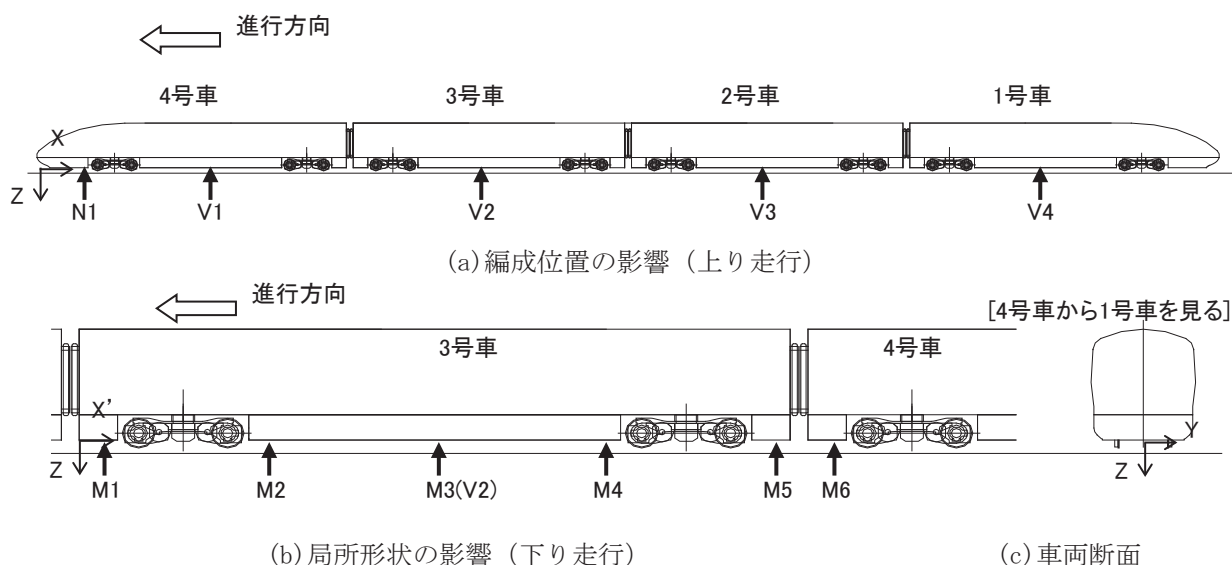 進行方向
4号車 3号車 2号車 1号車
X
Z
N1 V1 V2 V3 V4
(a)編成位置の影響（上り走行）
進行方向
[4号車から1号車を見る]
3号車 4号車
X'
Y
Z
Z
M1 M2 M3(V2) M4 M5 M6
(b)局所形状の影響（下り走行） (c)車両断面